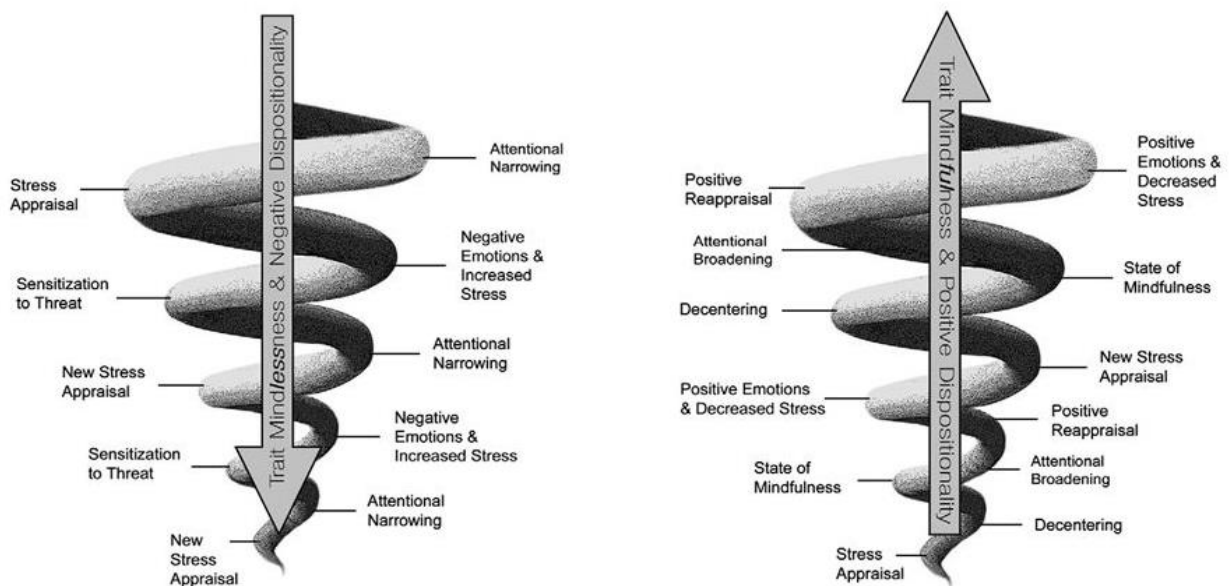 Trait Mindlessness & Negative Dispositionality
Attentional
Narrowing
Stress
Appraisal
Negative
Emotions &
Increased
Stress
Sensitization
to Threat
Attentional
Narrowing
New Stress
Appraisal
Negative
Emotions &
Increased Stress
Sensitization
to Threat
Attentional
Narrowing
New
Stress
Appraisal
Trait Mindfulness & Positive Dispositionality
Positive
Emotions &
Decreased
Stress
Positive
Reappraisal
Attentional
Broadening
State of
Mindfulness
Decentering
New Stress
Appraisal
Positive Emotions
& Decreased Stress
Positive
Reappraisal
Attentional
Broadening
State of
Mindfulness
Decentering
Stress
Appraisal